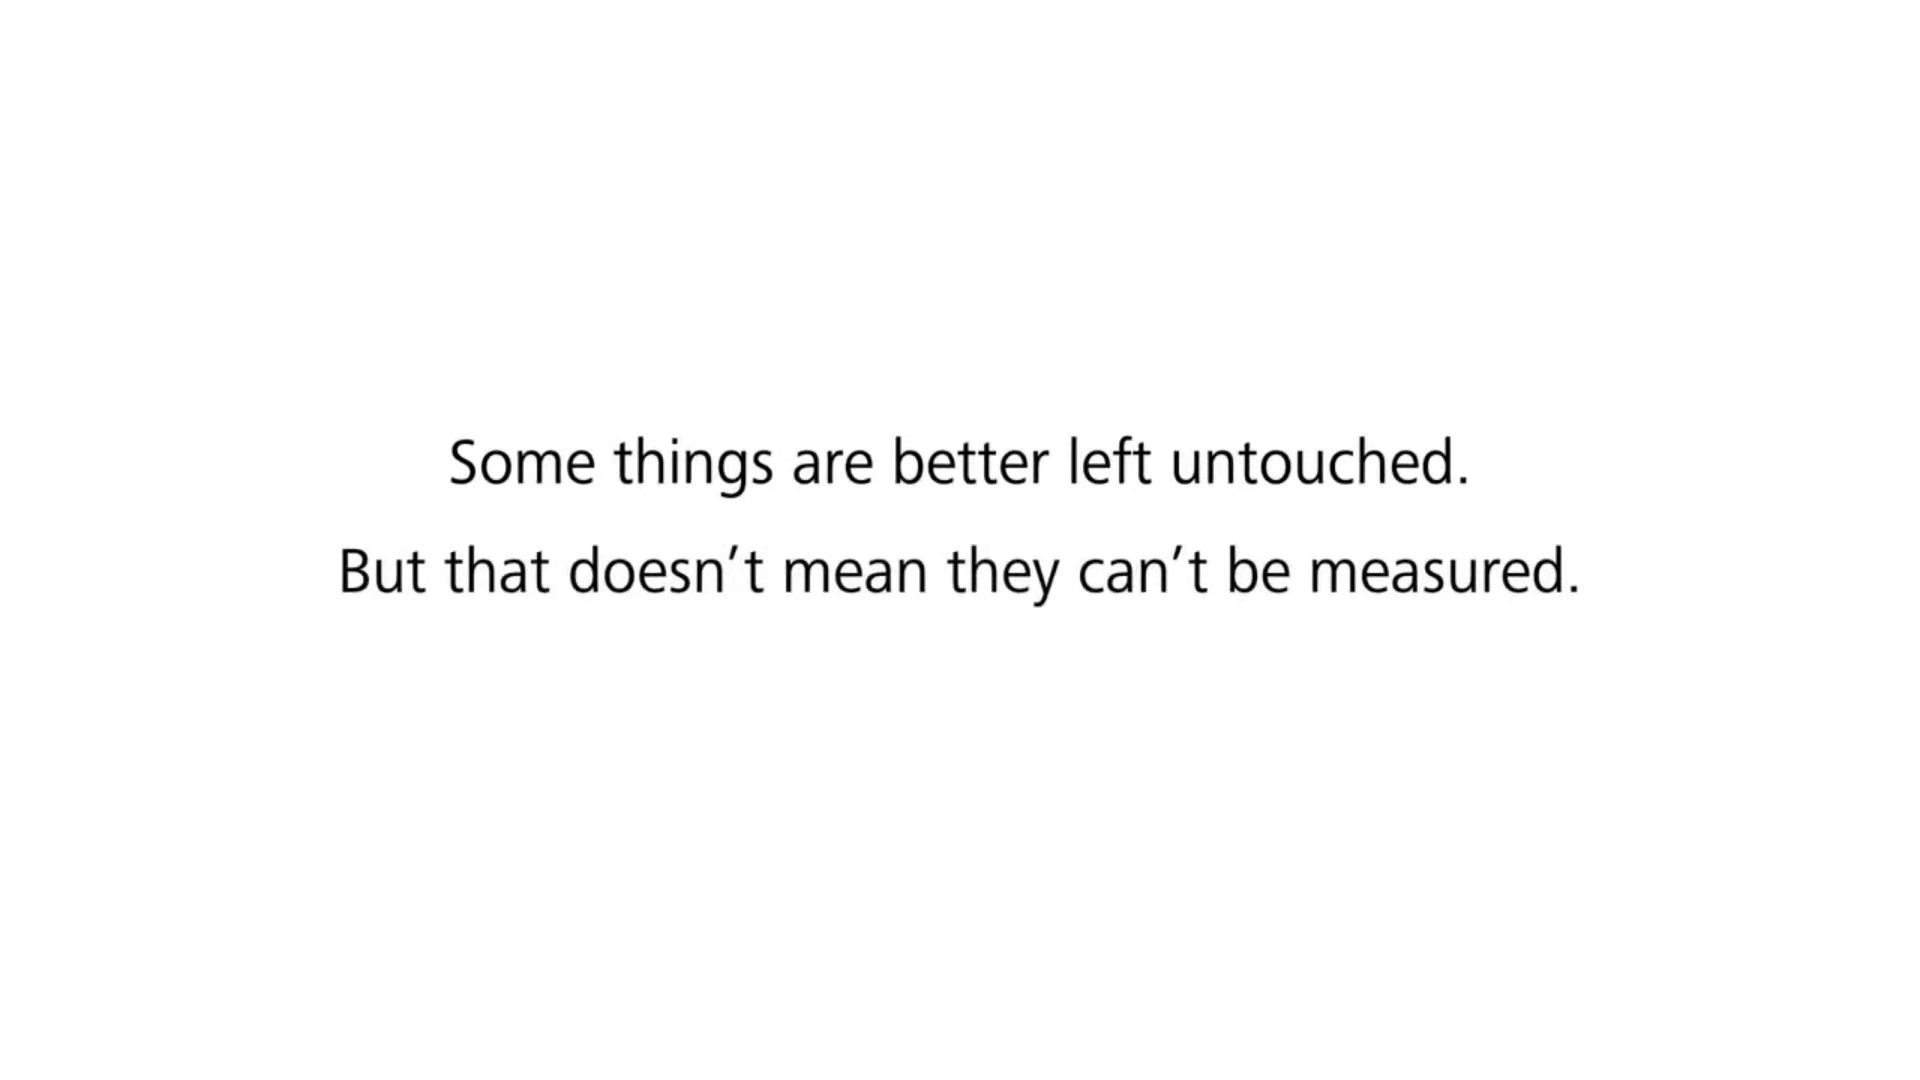 Some things are better left untouched.
But that doesn’t mean they can’t be measured.